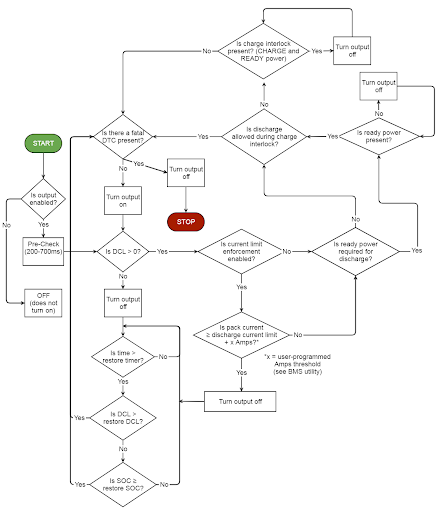 Is charge interlock
present? (CHARGE and
READY power)
No
Yes
Turn output
off
Turn output
off
No
No
START
Is there a fatal
DTC present?
Yes
Is discharge
allowed during charge
interlock?
Yes
Is ready power
present?
Yes
No
Turn output
off
Is output
enabled?
Turn output
on
STOP
No
Yes
No
No
Yes
Pre-Check
(200-700ms)
Is DCL > 0?
Yes
Is current limit
enforcement
enabled?
No
Is ready power
required for
discharge?
No
Yes
OFF
(does not
turn on)
Turn output
off
Is pack current
≥ discharge current limit
+ x Amps?*
No
Is time >
restore timer?
No
*x = user-programmed
Amps threshold
(see BMS utility)
Yes
Yes
Turn output off
Yes
Is DCL >
restore DCL?
No
Yes
Is SOC ≥
restore SOC?
No